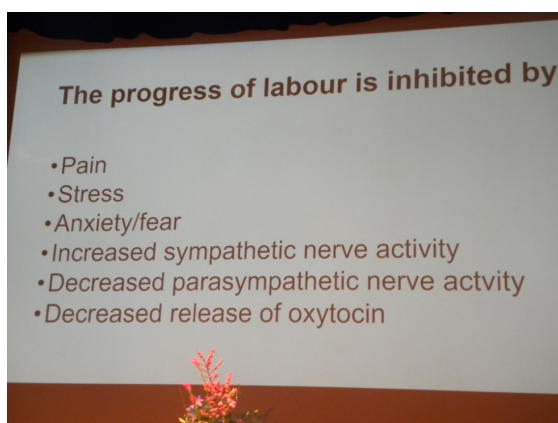 The progress of labour is inhibited by
•Pain
•Stress
•Anxiety/fear
•Increased sympathetic nerve activity
•Decreased parasympathetic nerve actvity
•Decreased release of oxytocin